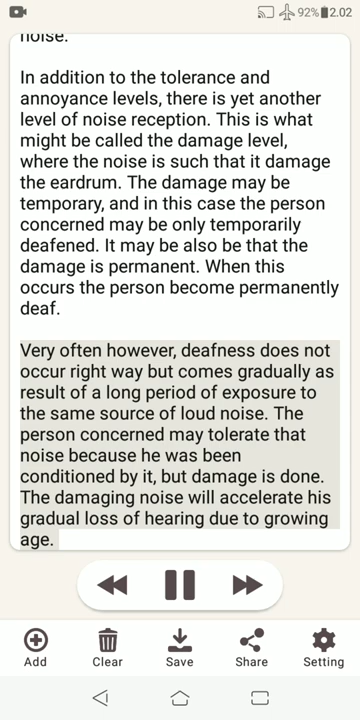 92% 2.02
noise.
In addition to the tolerance and
annoyance levels, there is yet another
level of noise reception. This is what
might be called the damage level,
where the noise is such that it damage
the eardrum. The damage may be
temporary, and in this case the person
concerned may be only temporarily
deafened. It may be also be that the
damage is permanent. When this
occurs the person become permanently
deaf.
Very often however, deafness does not
occur right way but comes gradually as
result of a long period of exposure to
the same source of loud noise. The
person concerned may tolerate that
noise because he was been
conditioned by it, but damage is done.
The damaging noise will accelerate his
gradual loss of hearing due to growing
age.
Add Clear Save Share Setting